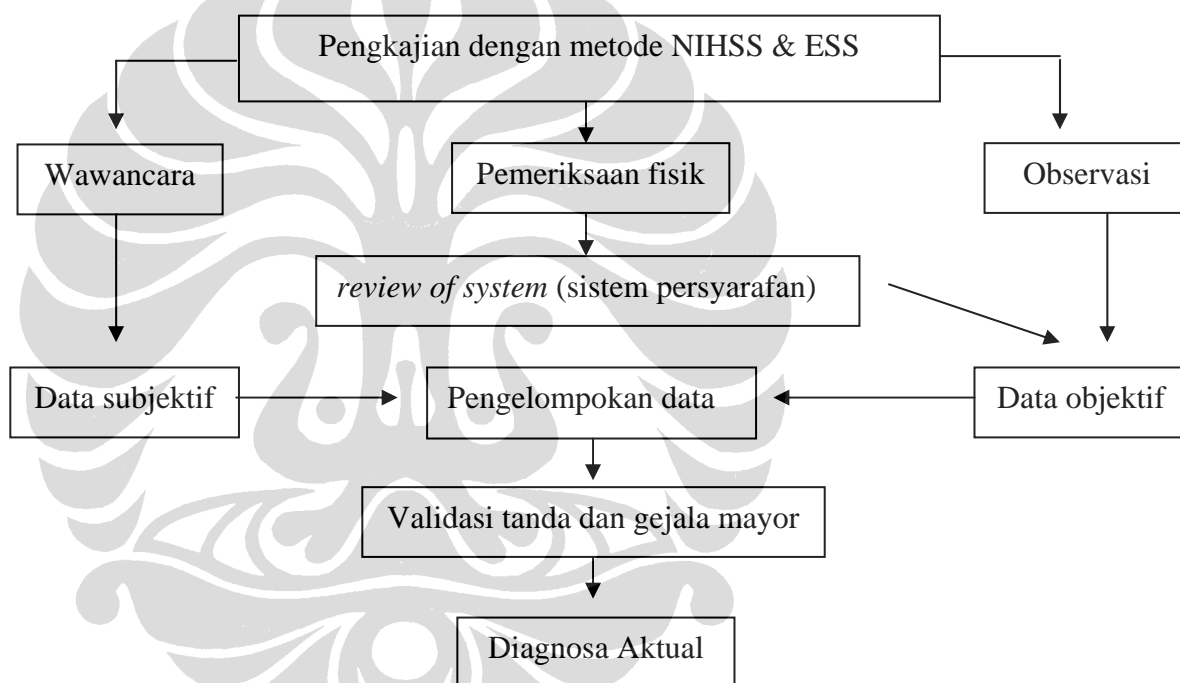 Pengkajian dengan metode NIHSS & ESS
Wawancara
Pemeriksaan fisik
Observasi
review of system (sistem persyarafan)
Data subjektif
Pengelompokan data
Data objektif
Validasi tanda dan gejala mayor
Diagnosa Aktual